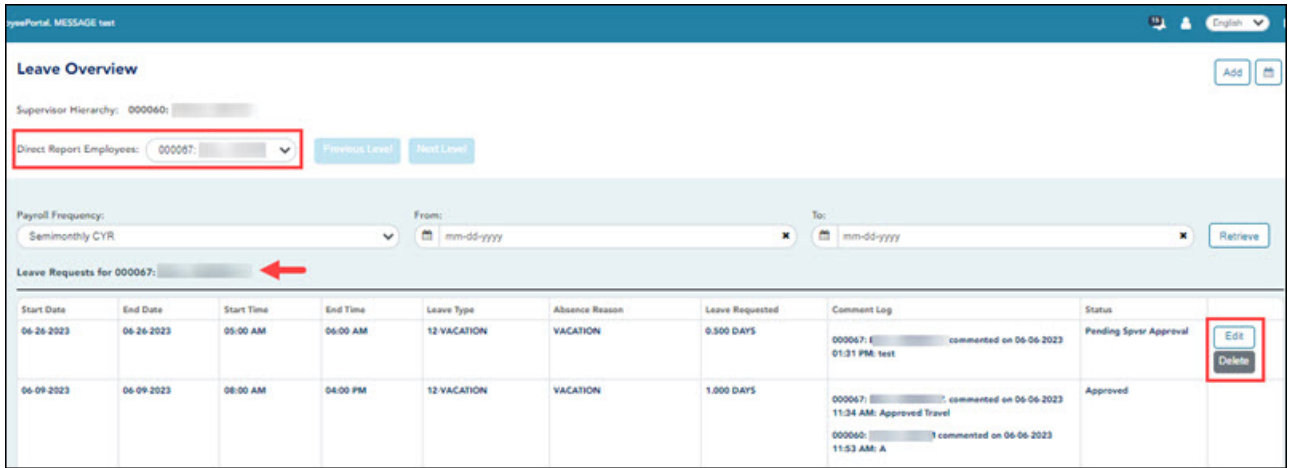 oyeePortal. MESSAGE test
15
English
Leave Overview
Add
Supervisor Hierarchy: 000060:
Direct Report Employees: 000067:
Previous Level
Next Level
Payroll Frequency:
From:
To:
Semimonthly CYR
mm-dd-yyyy
mm-dd-yyyy
Retrieve
Leave Requests for 000067:
Start Date End Date Start Time End Time Leave Type Absence Reason Leave Requested Comment Log Status
06-26-2023 06-26-2023 05:00 AM 06:00 AM 12-VACATION VACATION 0.500 DAYS Pending Spvsr Approval
000067: commented on 06-06-2023
01:31 PM: test
Edit
Delete
06-09-2023 06-09-2023 08:00 AM 04:00 PM 12-VACATION VACATION 1.000 DAYS Approved
000067: commented on 06-06-2023
11:34 AM: Approved Travel
000060: commented on 06-06-2023
11:53 AM: A